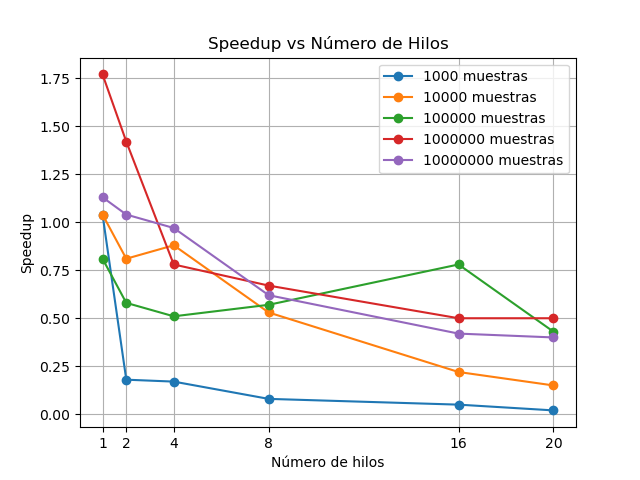 Speedup vs Número de Hilos
1000 muestras
10000 muestras
100000 muestras
1000000 muestras
10000000 muestras
1.75
1.50
1.25
1.00
0.75
0.50
0.25
0.00
Speedup
1 2 4 8 16 20
Número de hilos